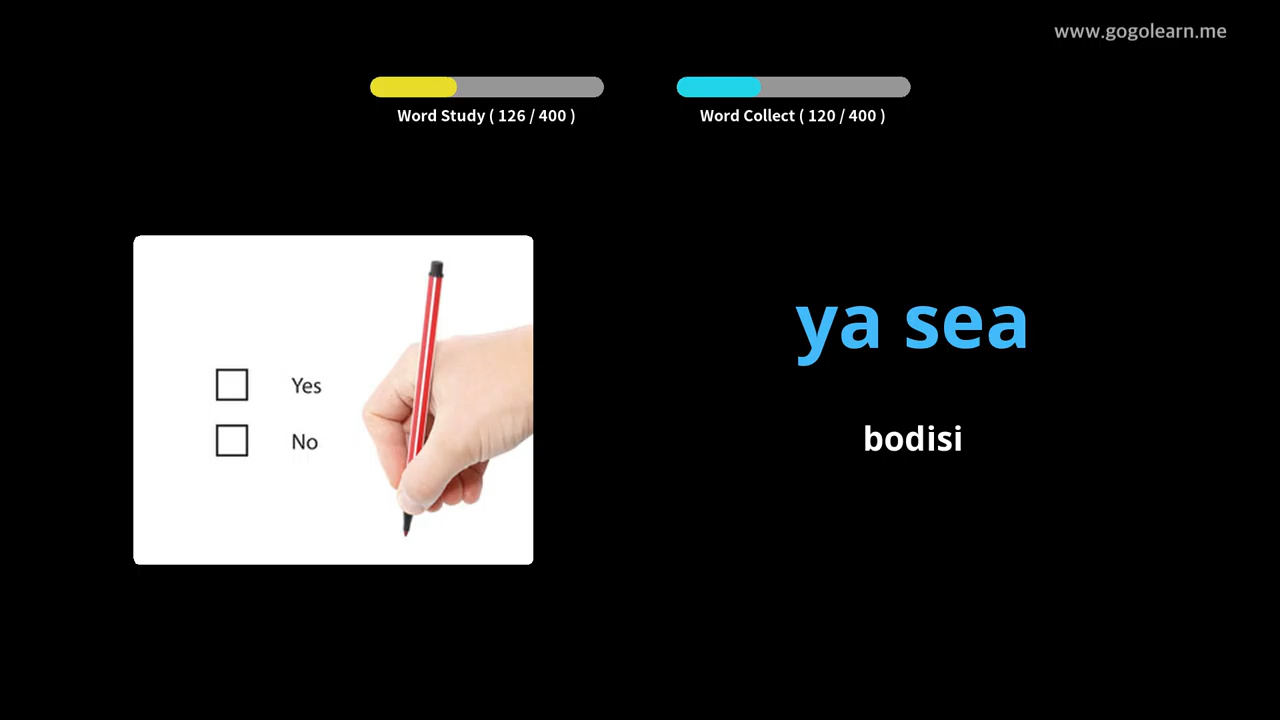 www.gogolearn.me
Word Study ( 126 / 400 )
Word Collect ( 120 / 400 )
Yes
No
ya sea
bodisi